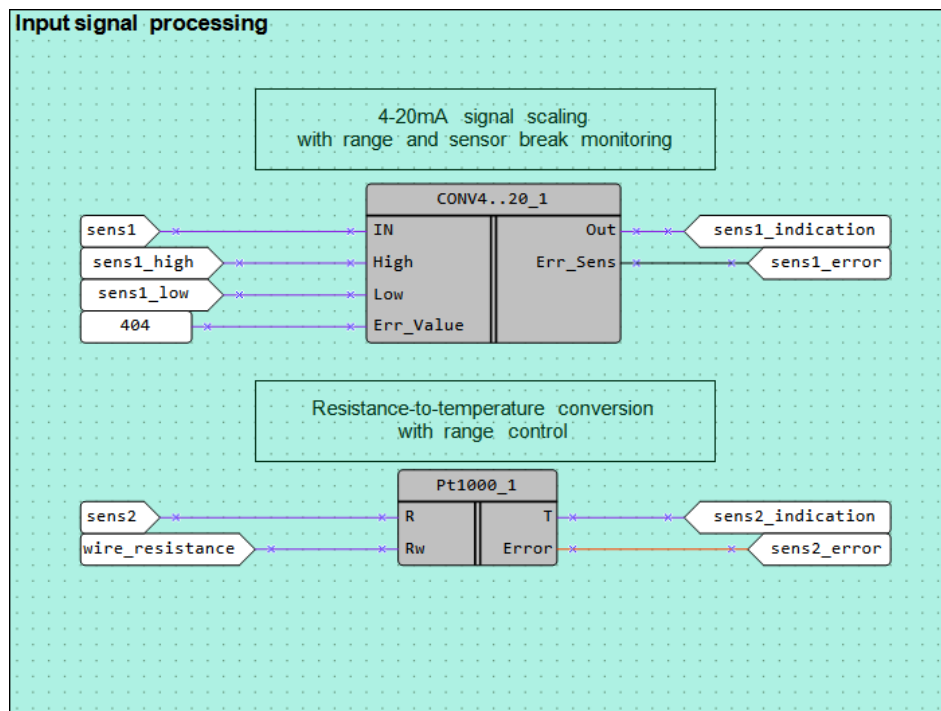 Input signal processing
4-20mA signal scaling
with range and sensor break monitoring
CONV4..20_1
sens1
IN
Out
sens1_indication
sens1_high
High
Err_Sens
sens1_error
sens1_low
Low
404
Err_Value
Resistance-to-temperature conversion
with range control
Pt1000_1
sens2
R
T
sens2_indication
wire_resistance
Rw
Error
sens2_error